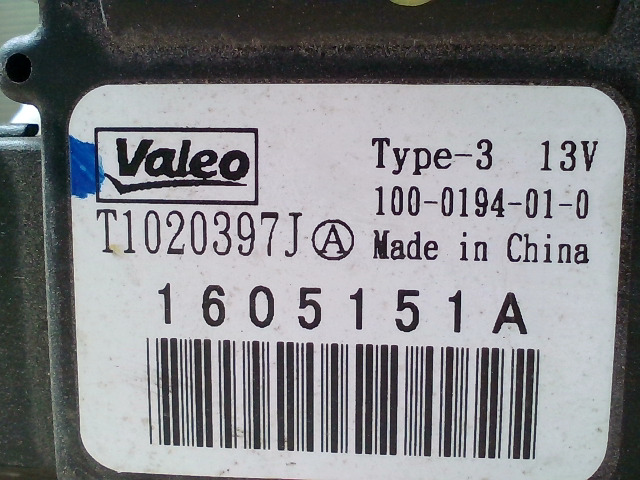 Valeo
Type-3 13V
100-0194-01-0
T1020397J Ⓐ Made in China
1605151A